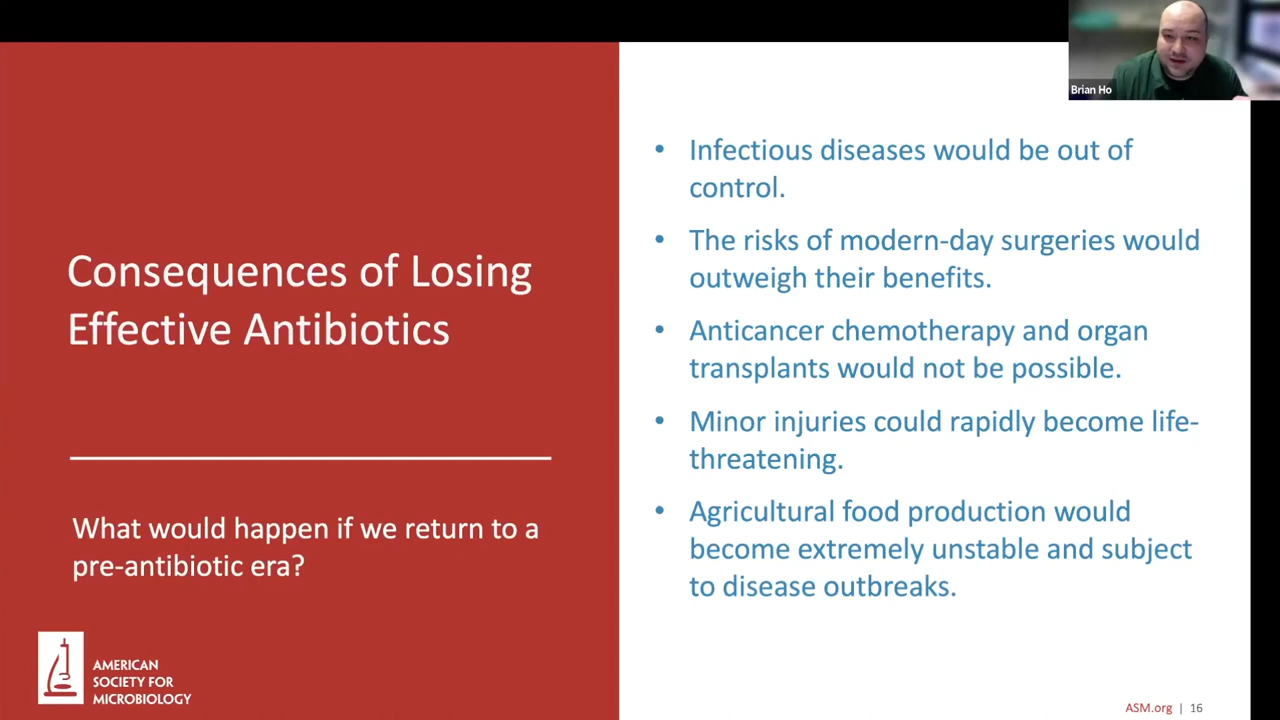 Brian Ho
Consequences of Losing
Effective Antibiotics
What would happen if we return to a
pre-antibiotic era?
AMERICAN
SOCIETY FOR
MICROBIOLOGY
• Infectious diseases would be out of
control.
• The risks of modern-day surgeries would
outweigh their benefits.
• Anticancer chemotherapy and organ
transplants would not be possible.
• Minor injuries could rapidly become life-
threatening.
• Agricultural food production would
become extremely unstable and subject
to disease outbreaks.
ASM.org | 16